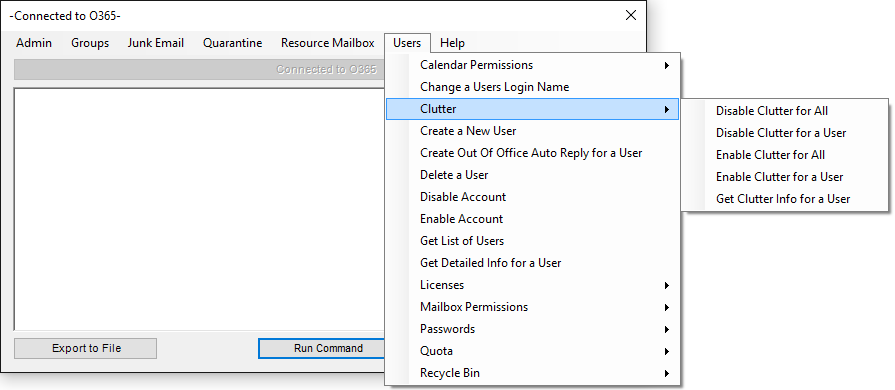 -Connected to O365-
Admin Groups Junk Email Quarantine Resource Mailbox Users Help
Connected to O365
Calendar Permissions
Change a Users Login Name
Clutter
Create a New User
Create Out Of Office Auto Reply for a User
Delete a User
Disable Account
Enable Account
Get List of Users
Get Detailed Info for a User
Licenses
Mailbox Permissions
Passwords
Quota
Recycle Bin
Disable Clutter for All
Disable Clutter for a User
Enable Clutter for All
Enable Clutter for a User
Get Clutter Info for a User
Export to File
Run Command